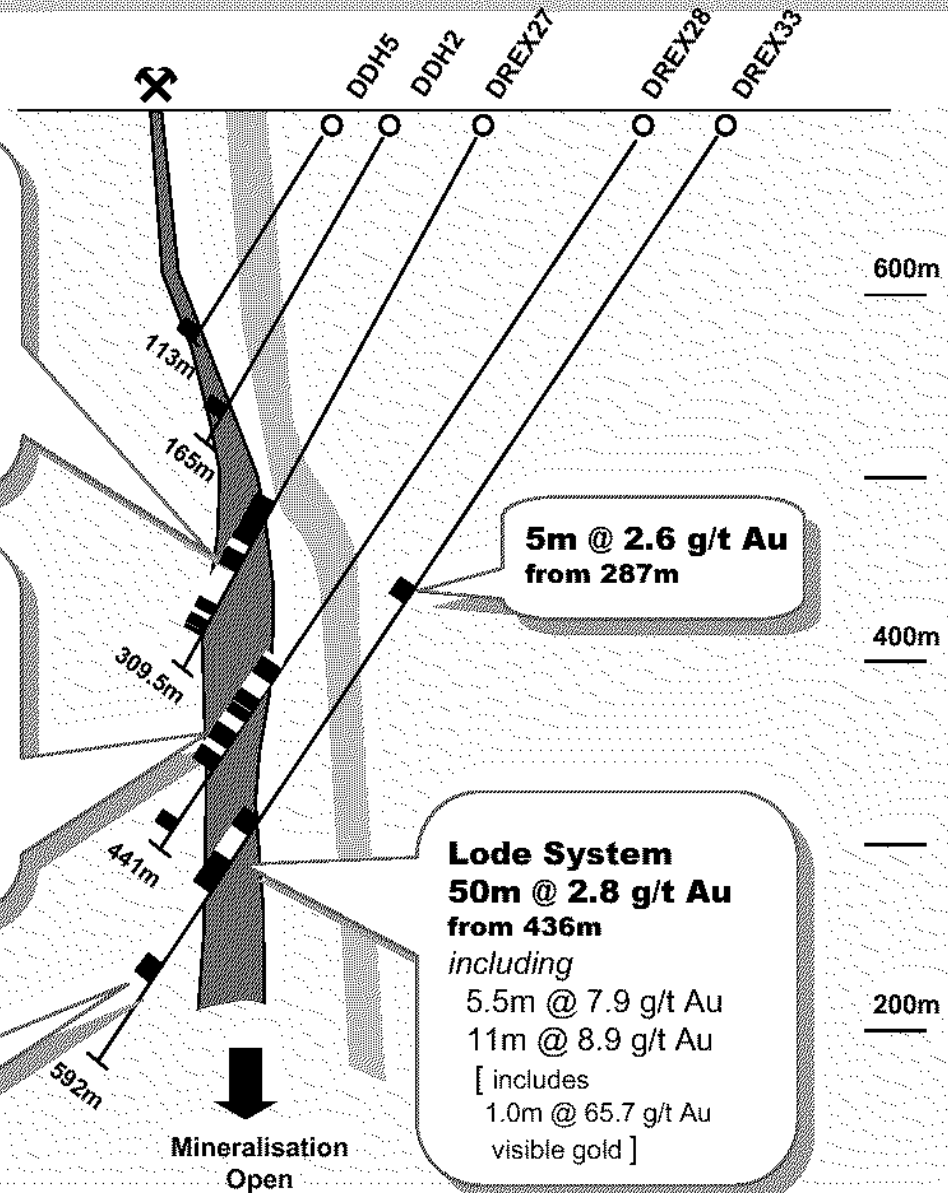 DDH5
DDH2
DREX27
DREX28
DREX33
600m
113m
165m
5m @ 2.6 g/t Au
from 287m
400m
309.5m
441m
Lode System
50m @ 2.8 g/t Au
from 436m
including
5.5m @ 7.9 g/t Au
11m @ 8.9 g/t Au
[ includes
1.0m @ 65.7 g/t Au
visible gold ]
200m
592m
Mineralisation
Open